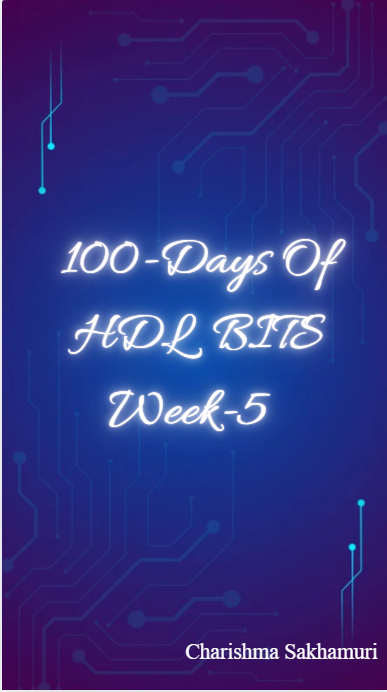 100-Days Of
HDL BITS
Week-5
Charishma Sakhamuri